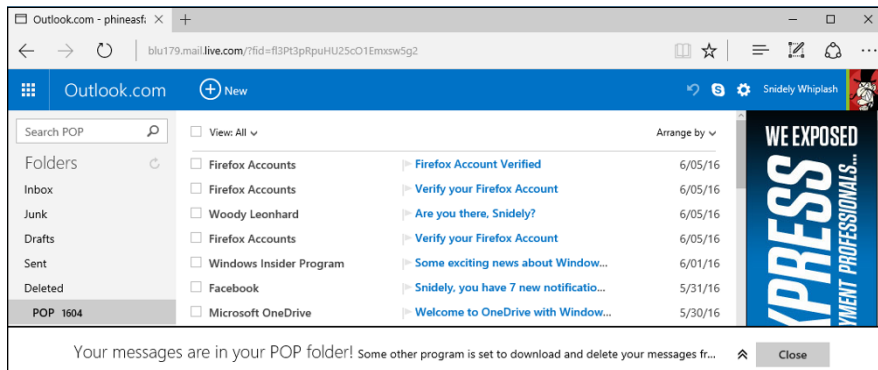 Outlook.com - phineasf
blu179.mail.live.com/?fid=fl3Pt3pRpuHU25cO1Emxsw5g2
Outlook.com New Snidely Whiplash
Search POP
View: All Arrange by
Folders
Inbox
Junk
Drafts
Sent
Deleted
POP 1604
Firefox Accounts Firefox Account Verified 6/05/16
Firefox Accounts Verify your Firefox Account 6/05/16
Woody Leonhard Are you there, Snidely? 6/05/16
Firefox Accounts Verify your Firefox Account 6/05/16
Windows Insider Program Some exciting news about Window... 6/01/16
Facebook Snidely, you have 7 new notificatio... 5/31/16
Microsoft OneDrive Welcome to OneDrive with Window... 5/30/16
WE EXPOSED
XPRESS
YMENT PROFESSIONALS...
Your messages are in your POP folder! Some other program is set to download and delete your messages fr... Close